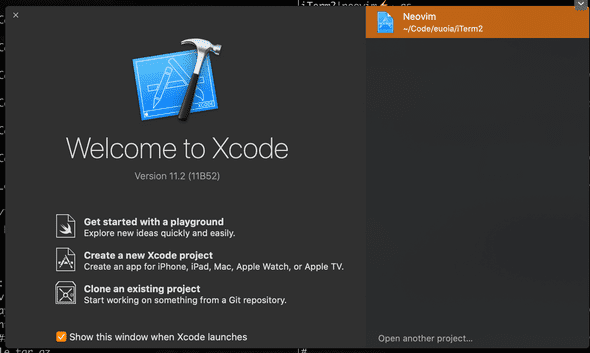 iTerm2|neovim
Neovim
~/Code/euoia/iTerm2
XCODE
Welcome to Xcode
Version 11.2 (11B52)
Get started with a playground
Explore new ideas quickly and easily.
Create a new Xcode project
Create an app for iPhone, iPad, Mac, Apple Watch, or Apple TV.
Clone an existing project
Start working on something from a Git repository.
Show this window when Xcode launches
Open another project...